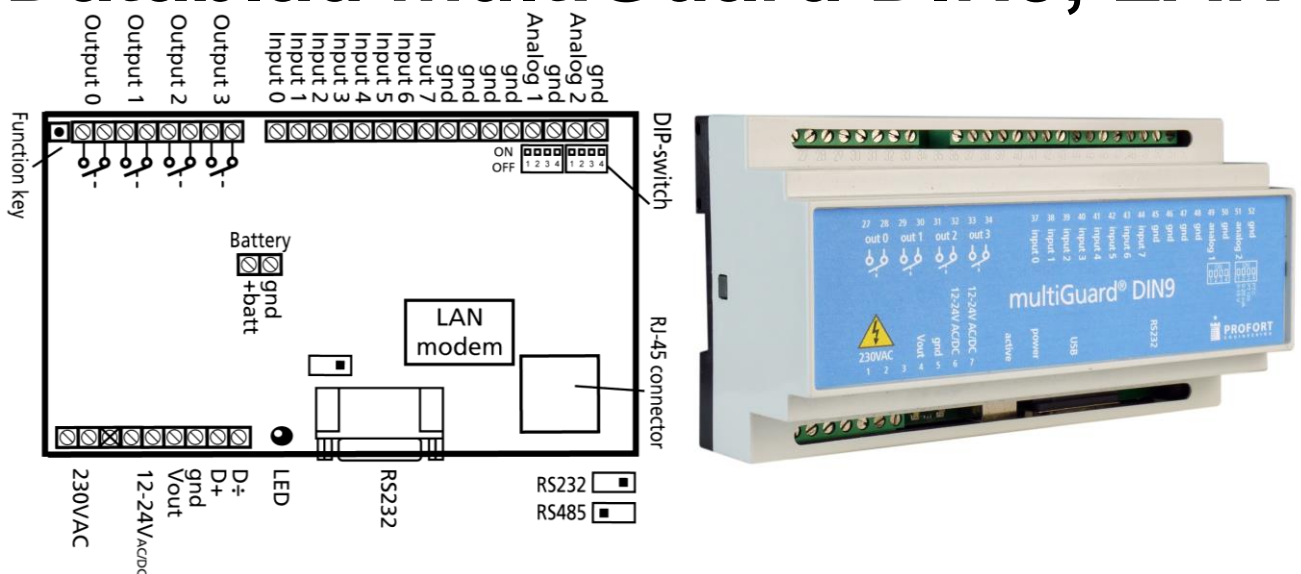 Datablad multiGuard DIN9, LAN
Output 0
Output 1
Output 2
Output 3
Input 0
Input 1
Input 2
Input 3
Input 4
Input 5
Input 6
Input 7
gnd
gnd
gnd
gnd
Analog 1
gnd
Analog 2
gnd
Function key
DIP-switch
ON
OFF
1 2 3 4
1 2 3 4
Battery
+batt
gnd
LAN
modem
RJ-45 connector
230VAC
12-24V AC/DC
Vout
gnd
D+
D÷
LED
RS232
RS232
RS485
27 28 29 30 31 32 33 34
out 0 out 1 out 2 out 3
37 38 39 40 41 42 43 44 45 46 47 48 49 50 51 52
input 0
input 1
input 2
input 3
input 4
input 5
input 6
input 7
gnd
gnd
gnd
gnd
analog 1
gnd
analog 2
gnd
multiGuard® DIN9
230VAC
Vout
gnd
12-24V AC/DC
12-24V AC/DC
1 2 3 4 5 6 7
active
power
USB
RS232
PROFORT
ENGINEERING